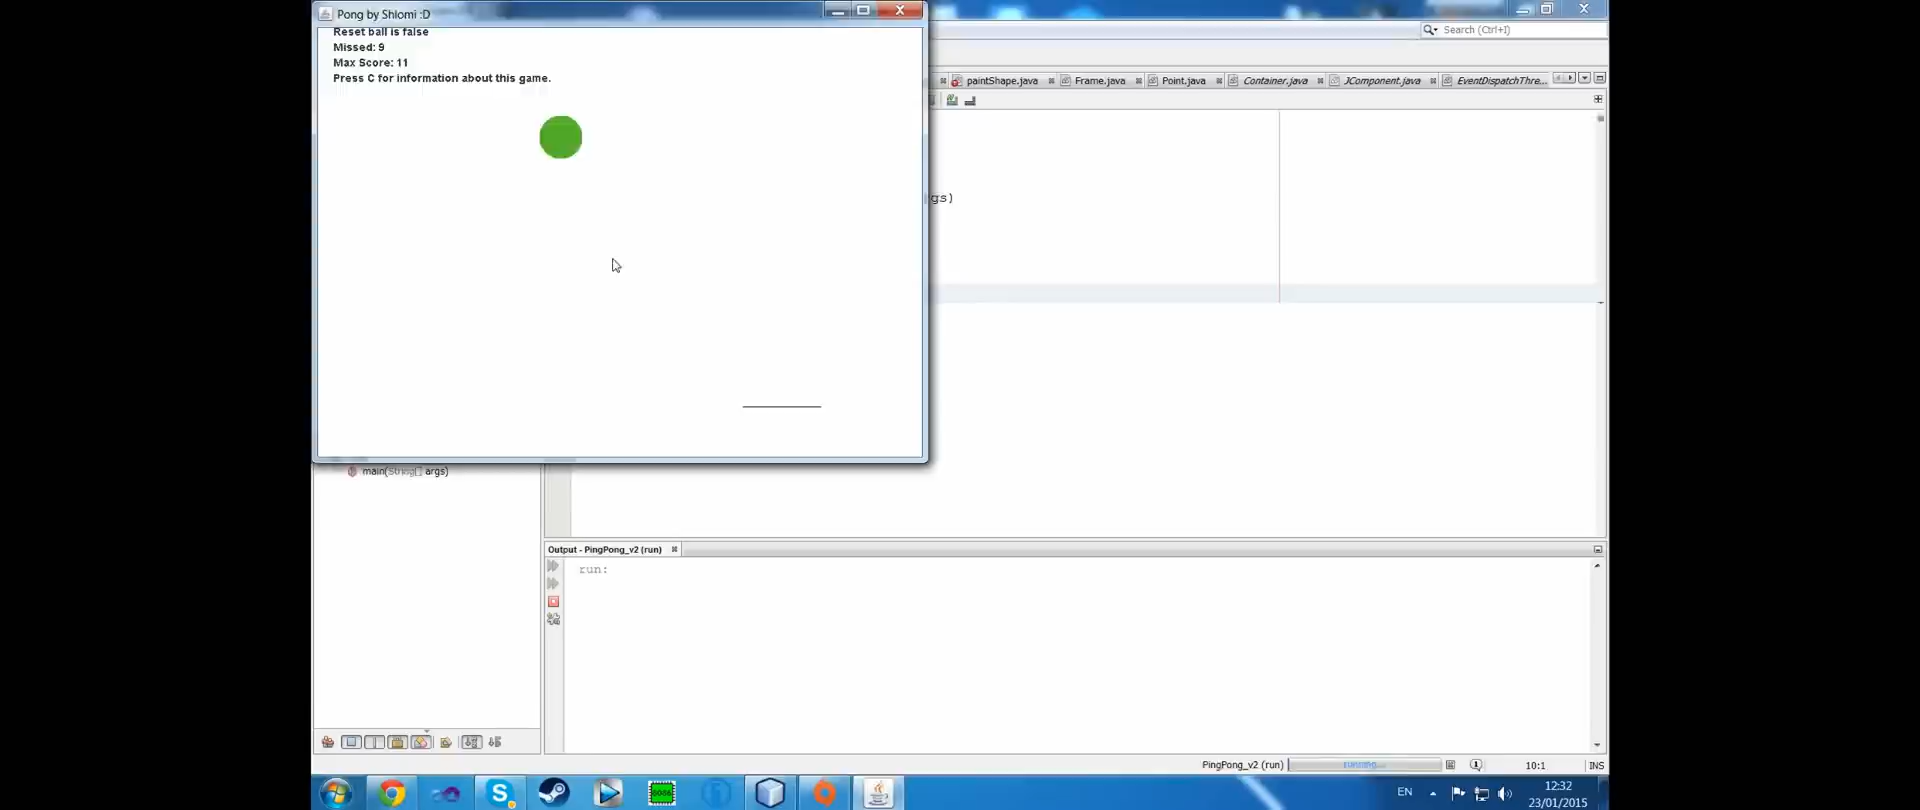 Pong by Shlomi :D
Reset ball is false
Missed: 9
Max Score: 11
Press C for information about this game.
Search (Ctrl+I)
paintShape.java
Frame.java
Point.java
Container.java
JComponent.java
EventDispatchThre...
gs)
main(String[] args)
Output - PingPong_v2 (run)
run:
PingPong_v2 (run)
running...
10:1
INS
8086
EN
12:32
23/01/2015